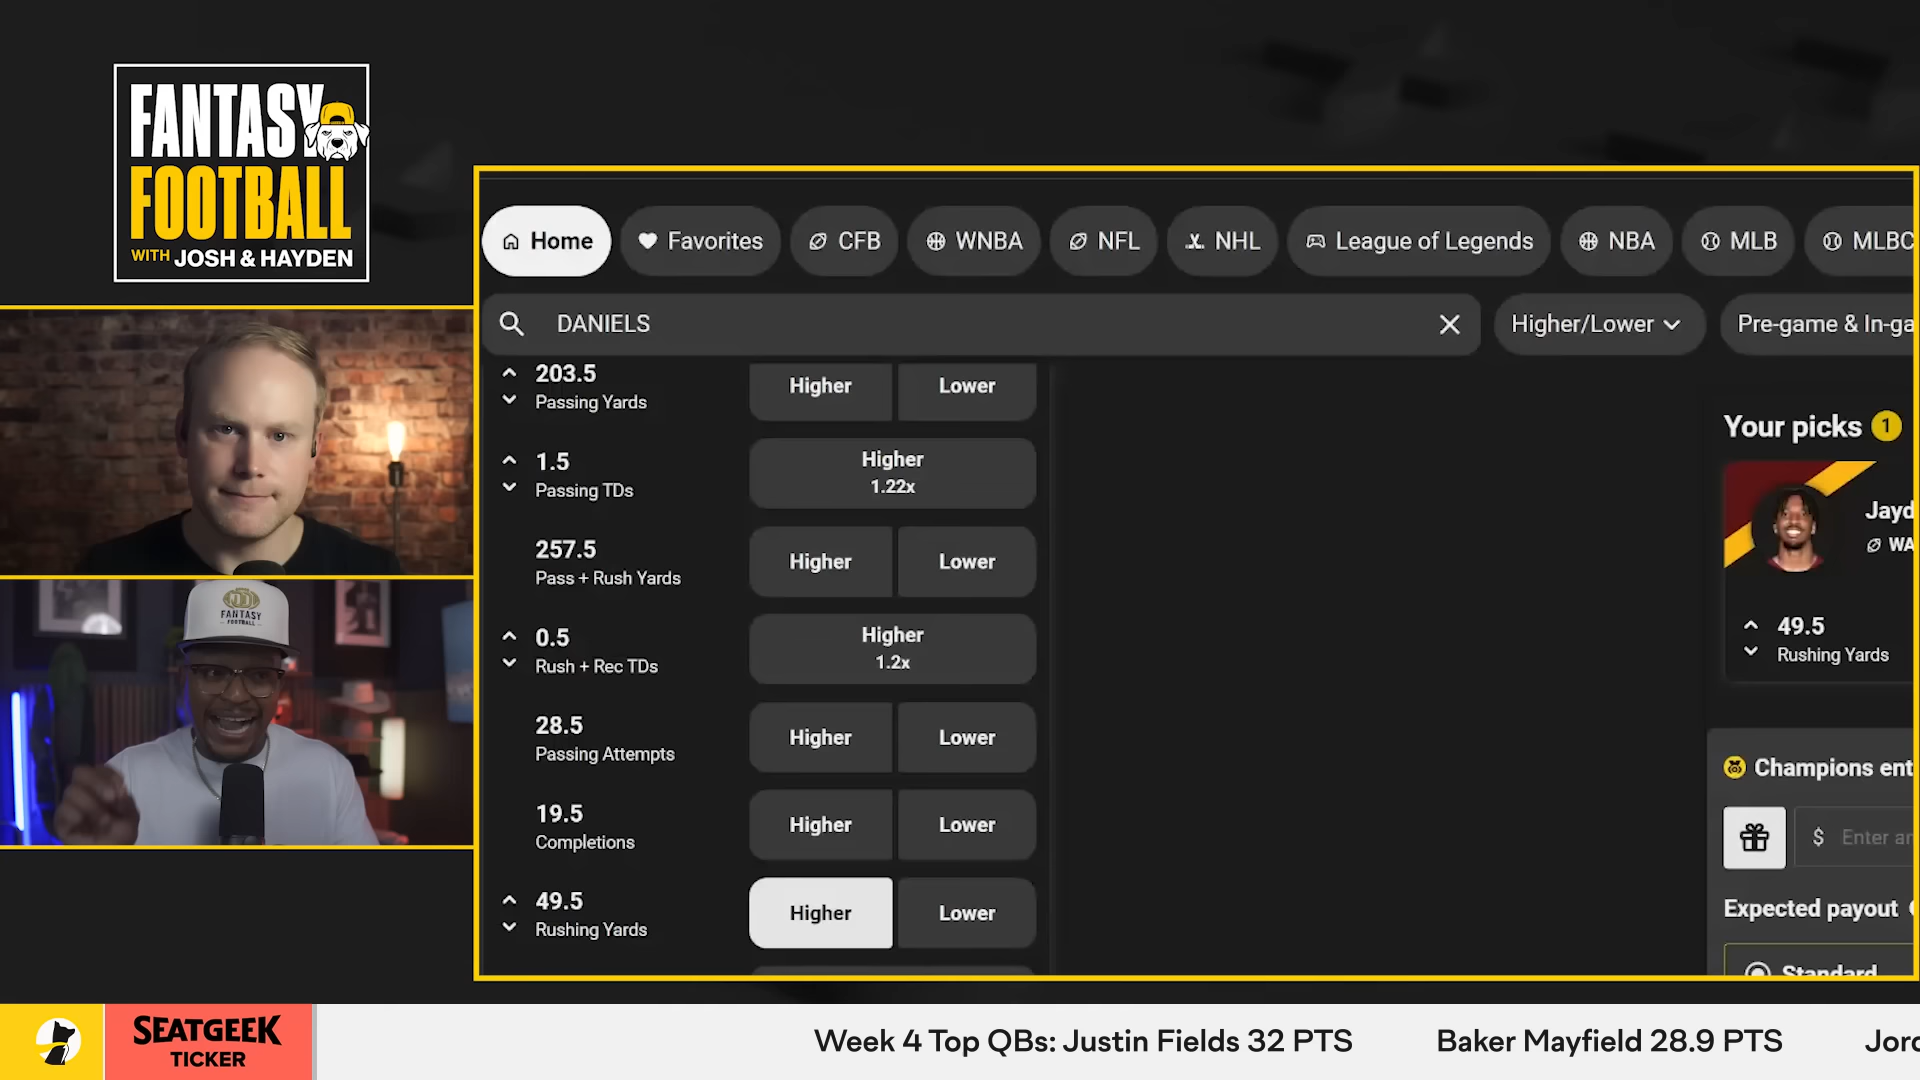 FANTASY
FOOTBALL
WITH JOSH & HAYDEN
Home
Favorites
CFB
WNBA
NFL
NHL
League of Legends
NBA
MLB
MLBC
DANIELS
Higher/Lower
Pre-game & In-ga
203.5
Passing Yards
Higher
Lower
1.5
Passing TDs
Higher
1.22x
257.5
Pass + Rush Yards
Higher
Lower
0.5
Rush + Rec TDs
Higher
1.2x
28.5
Passing Attempts
Higher
Lower
19.5
Completions
Higher
Lower
49.5
Rushing Yards
Higher
Lower
Your picks 1
Jayd
WA
49.5
Rushing Yards
Champions ent
$ Enter an
Expected payout
Standard
FANTASY
FOOTBALL
SEATGEEK
TICKER
Week 4 Top QBs: Justin Fields 32 PTS
Baker Mayfield 28.9 PTS
Jord